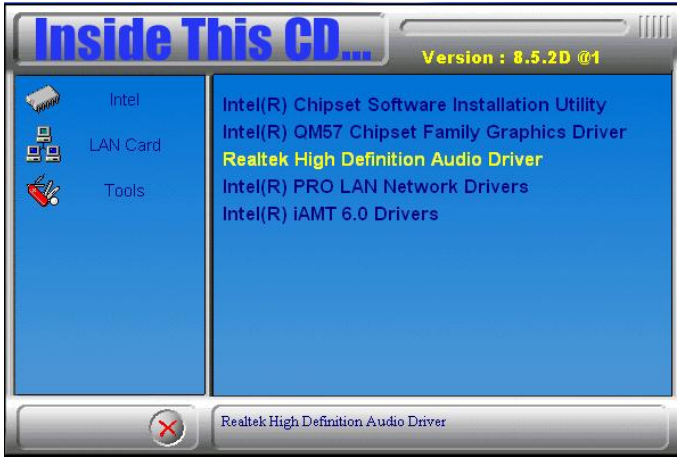 Inside This CD...
Version : 8.5.2D @1
Intel
LAN Card
Tools
Intel(R) Chipset Software Installation Utility
Intel(R) QM57 Chipset Family Graphics Driver
Realtek High Definition Audio Driver
Intel(R) PRO LAN Network Drivers
Intel(R) iAMT 6.0 Drivers
Realtek High Definition Audio Driver